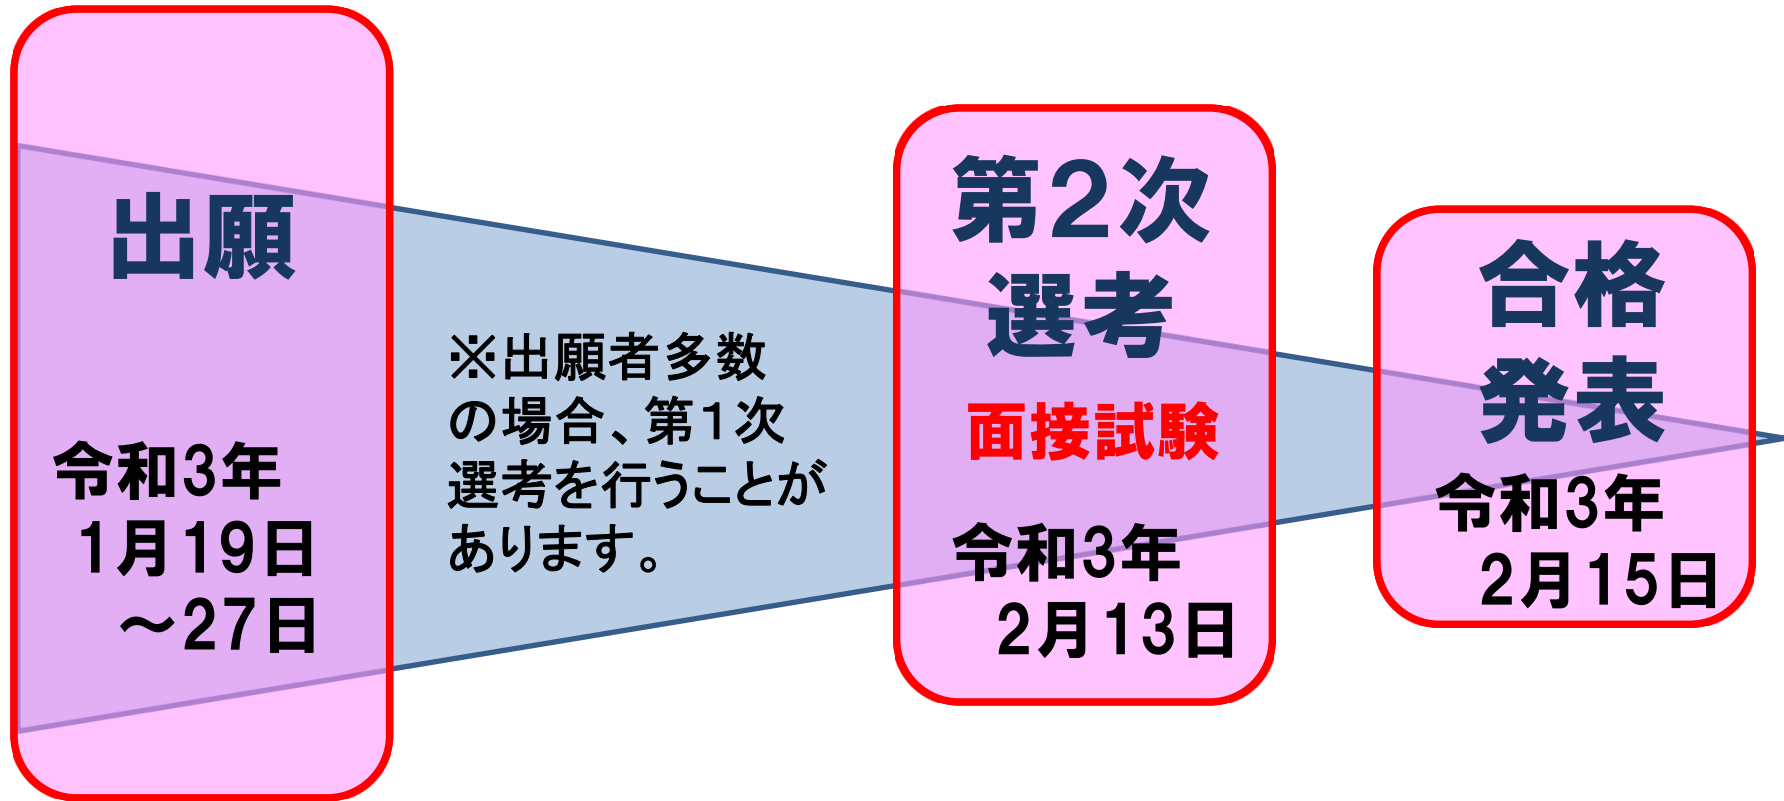 出願
令和3年
1月19日
～27日
※出願者多数
の場合、第１次
選考を行うことが
あります。
第２次
選考
面接試験
令和3年
2月13日
合格
発表
令和3年
2月15日